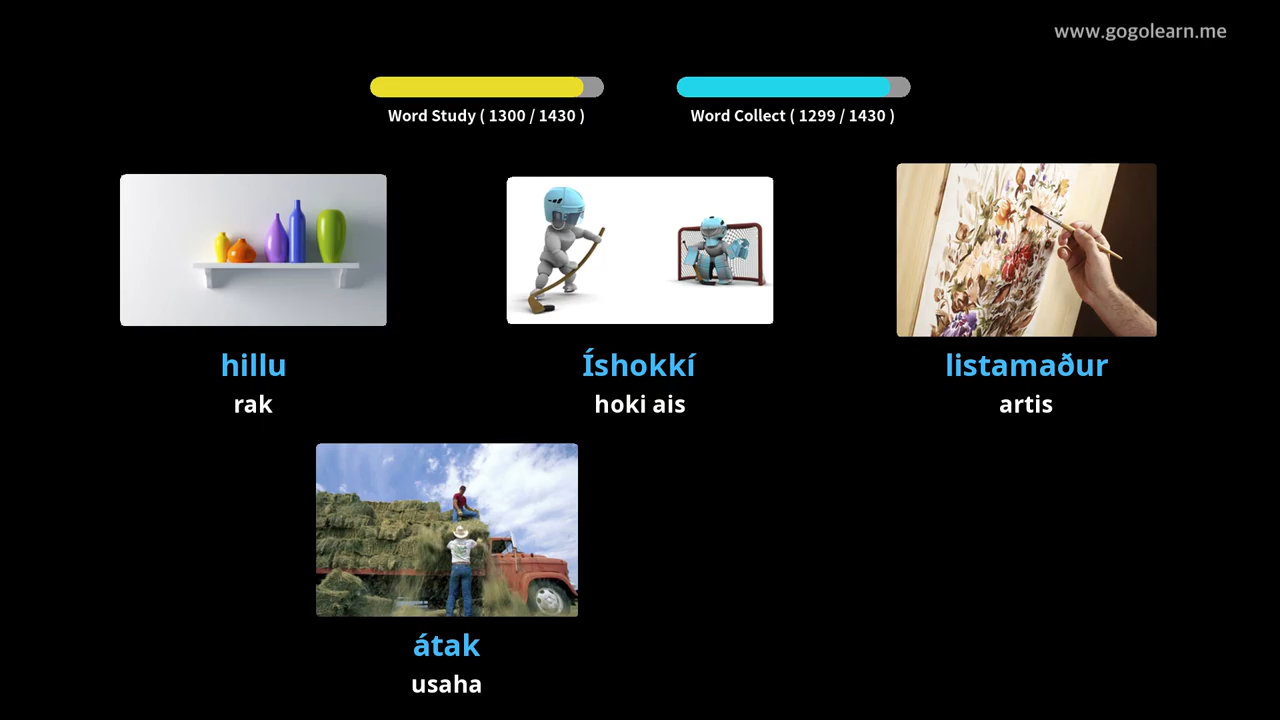 www.gogolearn.me
Word Study ( 1300 / 1430 )
Word Collect ( 1299 / 1430 )
hillu
rak
Íshokkí
hoki ais
listamaður
artis
átak
usaha